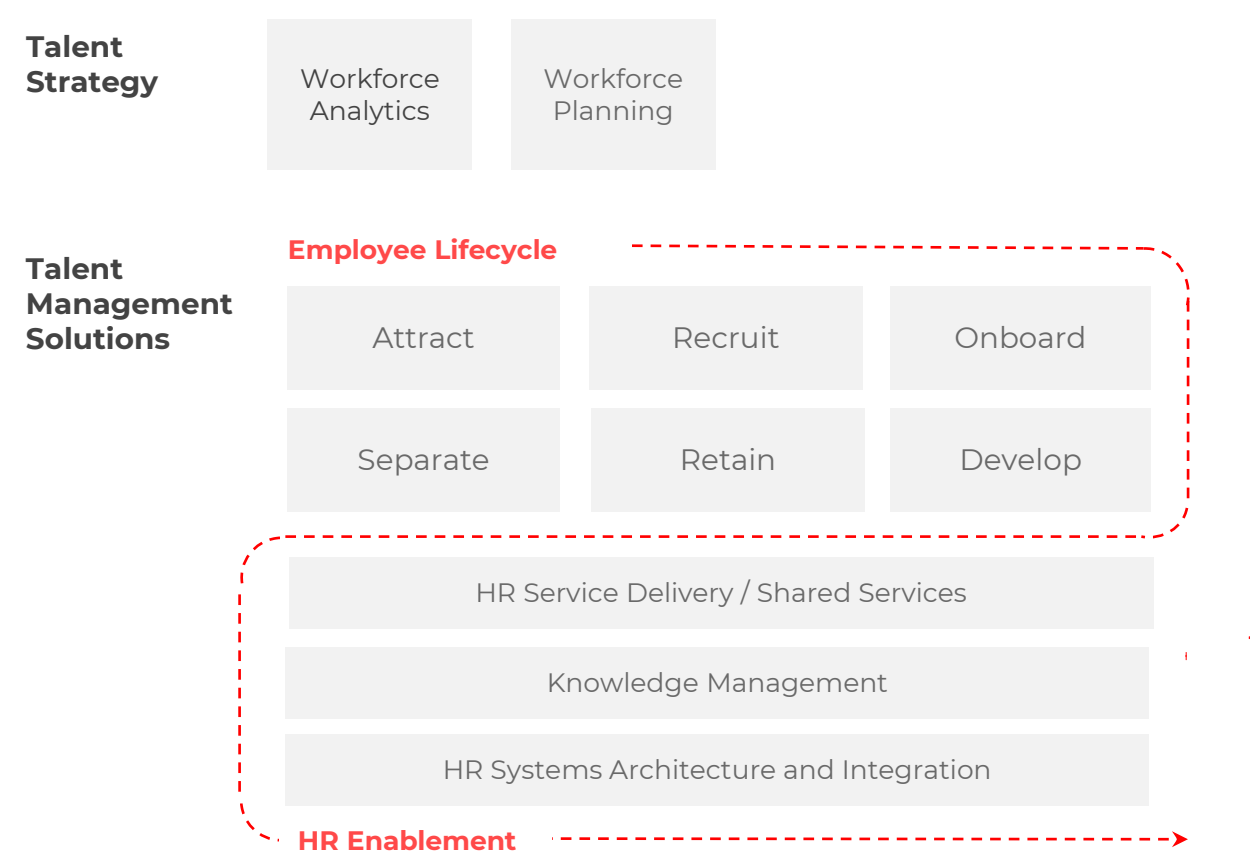 Talent
Strategy
Workforce
Analytics
Workforce
Planning
Talent
Management
Solutions
Employee Lifecycle
Attract
Recruit
Onboard
Separate
Retain
Develop
HR Service Delivery / Shared Services
Knowledge Management
HR Systems Architecture and Integration
HR Enablement